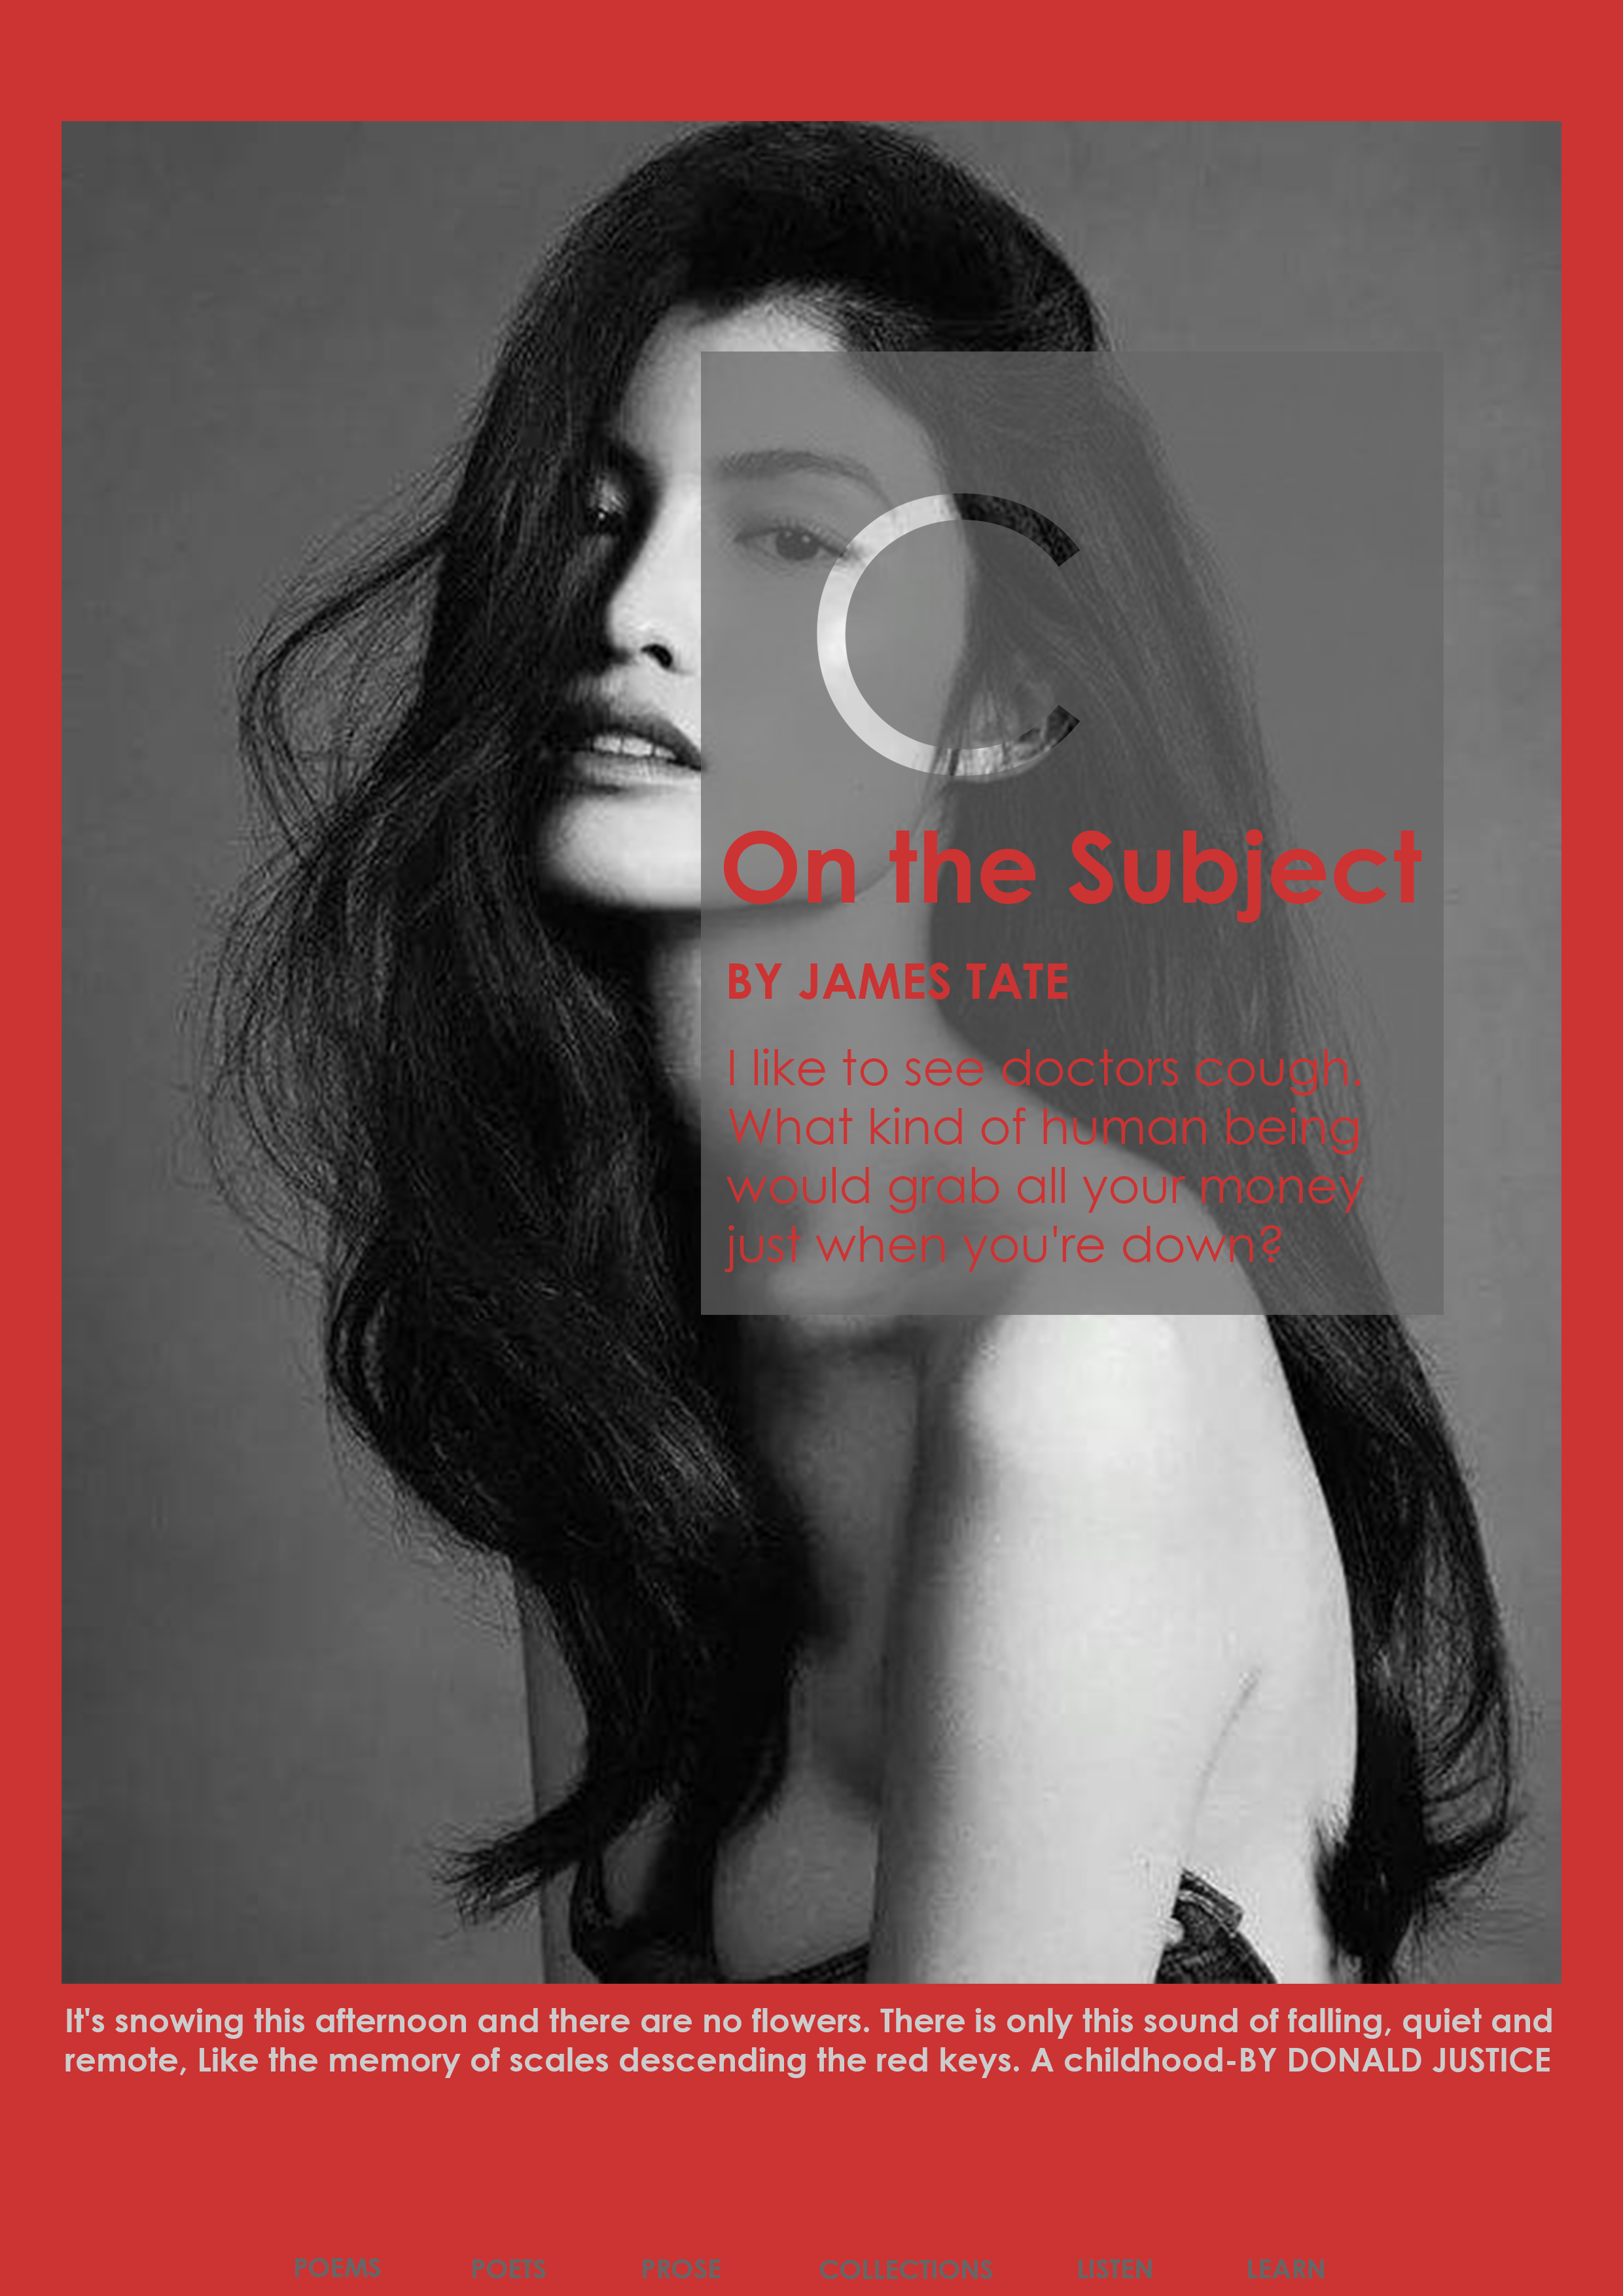 C
On the Subject
BY JAMES TATE
I like to see doctors cough.
What kind of human being
would grab all your money
just when you're down?
It's snowing this afternoon and there are no flowers. There is only this sound of falling, quiet and
remote, Like the memory of scales descending the red keys. A childhood-BY DONALD JUSTICE
POEMS POETS PROSE COLLECTIONS LISTEN LEARN